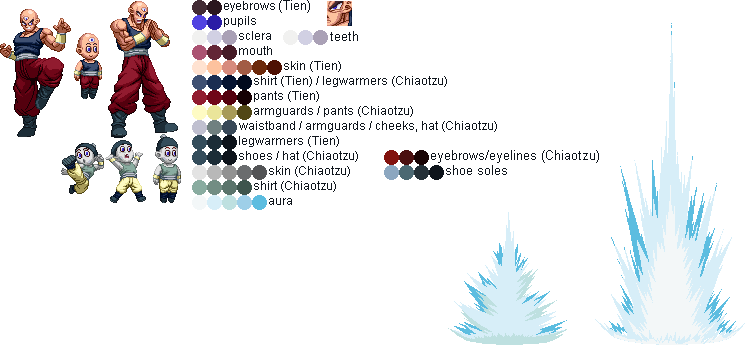 eyebrows (Tien)
pupils
sclera teeth
mouth
skin (Tien)
shirt (Tien) / legwarmers (Chiaotzu)
pants (Tien)
armguards / pants (Chiaotzu)
waistband / armguards / cheeks, hat (Chiaotzu)
legwarmers (Tien)
shoes / hat (Chiaotzu) eyebrows/eyelines (Chiaotzu)
skin (Chiaotzu) shoe soles
shirt (Chiaotzu)
aura